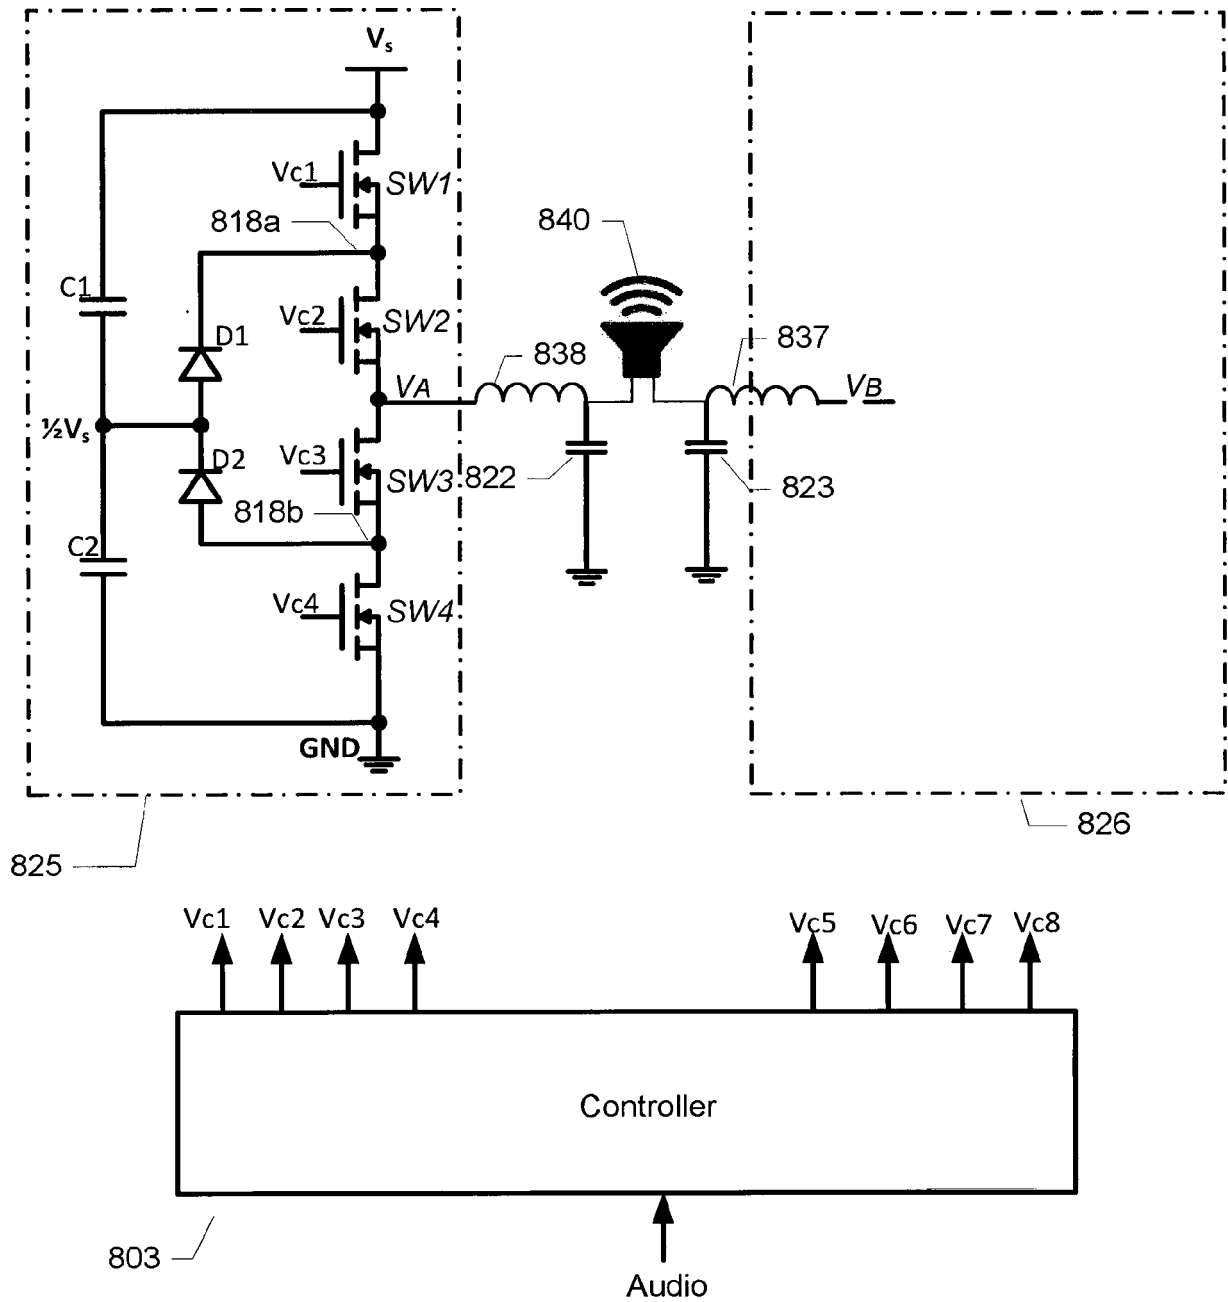 Vs
Vc1
SW1
818a
840
C1
Vc2
SW2
D1
838
837
VA
VB
½Vs
D2
Vc3
SW3
822
823
818b
C2
Vc4
SW4
GND
825
826
Vc1 Vc2 Vc3 Vc4 Vc5 Vc6 Vc7 Vc8
Controller
803
Audio